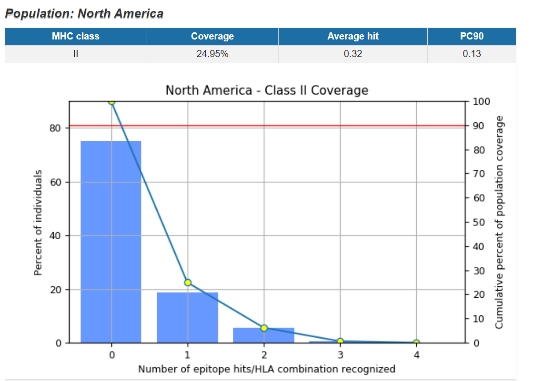 Population: North America
MHC class Coverage Average hit PC90
II 24.95% 0.32 0.13
North America - Class II Coverage
Percent of individuals
80
60
40
20
0
100
90
80
70
60
50
40
30
20
10
0
Cumulative percent of population coverage
0 1 2 3 4
Number of epitope hits/HLA combination recognized